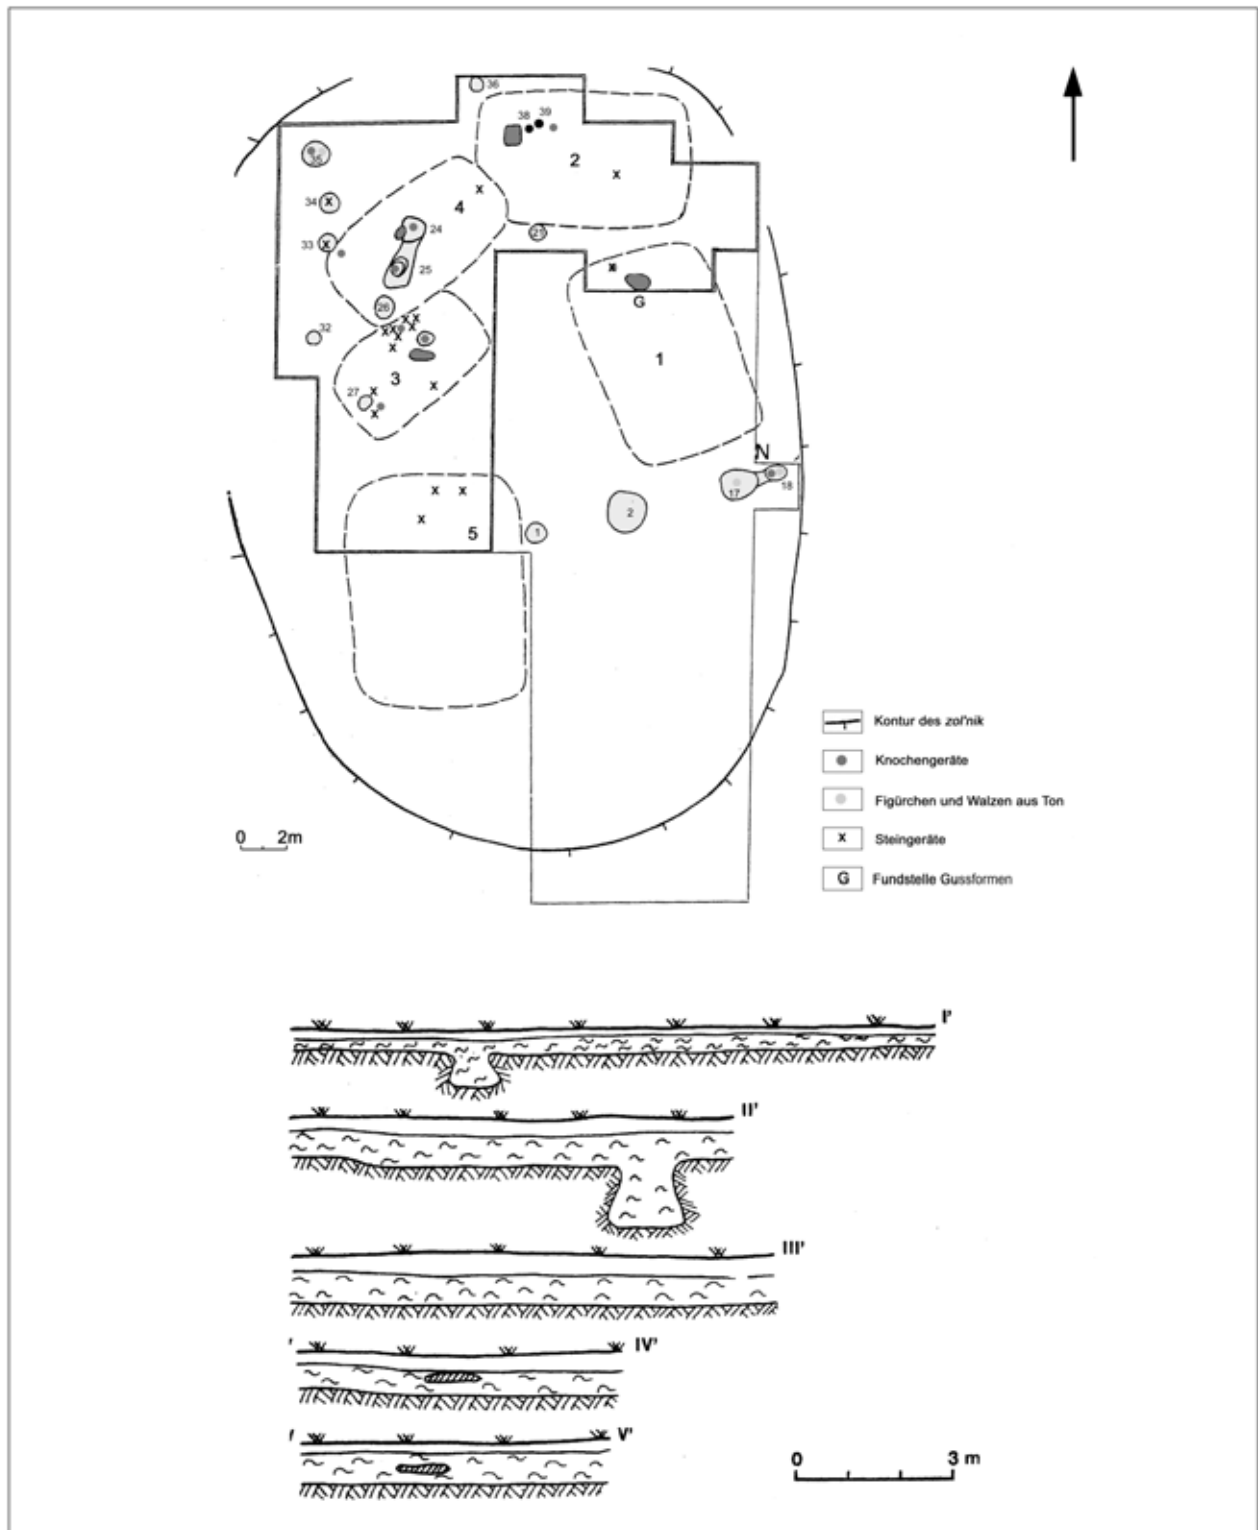 36
38 39
35
2
34
4
24
21
33
25
26
G
32
1
3
27
N
17 18
2
5
1
Kontur des zol'nik
Knochengeräte
Figürchen und Walzen aus Ton
0 2m
x Steingeräte
G Fundstelle Gussformen
I'
II'
III'
IV'
V'
0 3 m